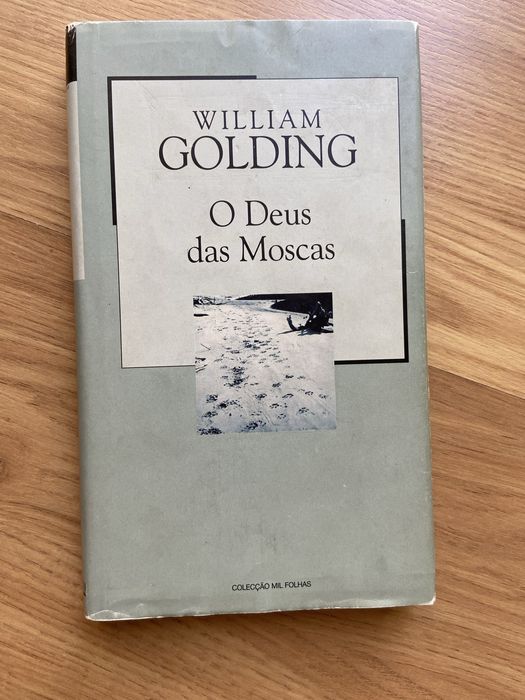 WILLIAM
GOLDING
O Deus
das Moscas
COLECÇÃO MIL FOLHAS